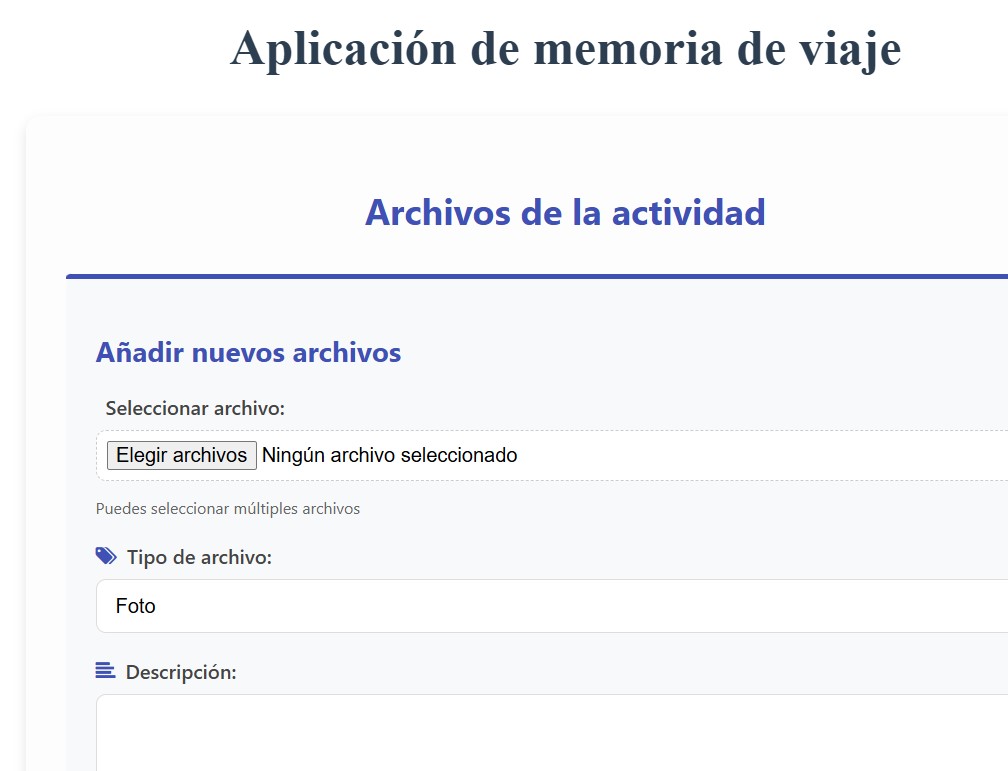 Aplicación de memoria de viaje
Archivos de la actividad
Añadir nuevos archivos
Seleccionar archivo:
Elegir archivos Ningún archivo seleccionado
Puedes seleccionar múltiples archivos
Tipo de archivo:
Foto
Descripción: